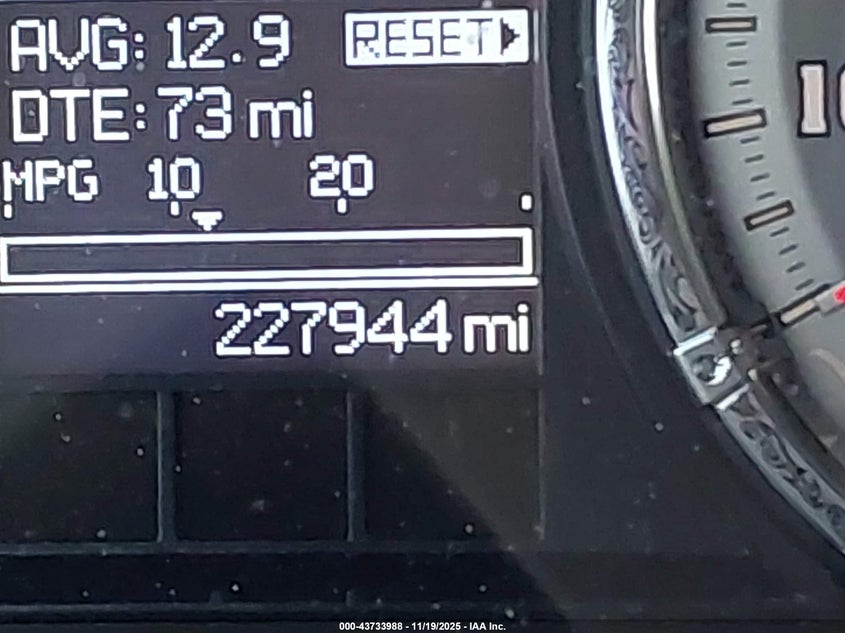 AVG: 12.9 RESET
DTE: 73 mi
MPG 10 20
227944 mi
000-43733988 - 11/19/2025 - IAA Inc.